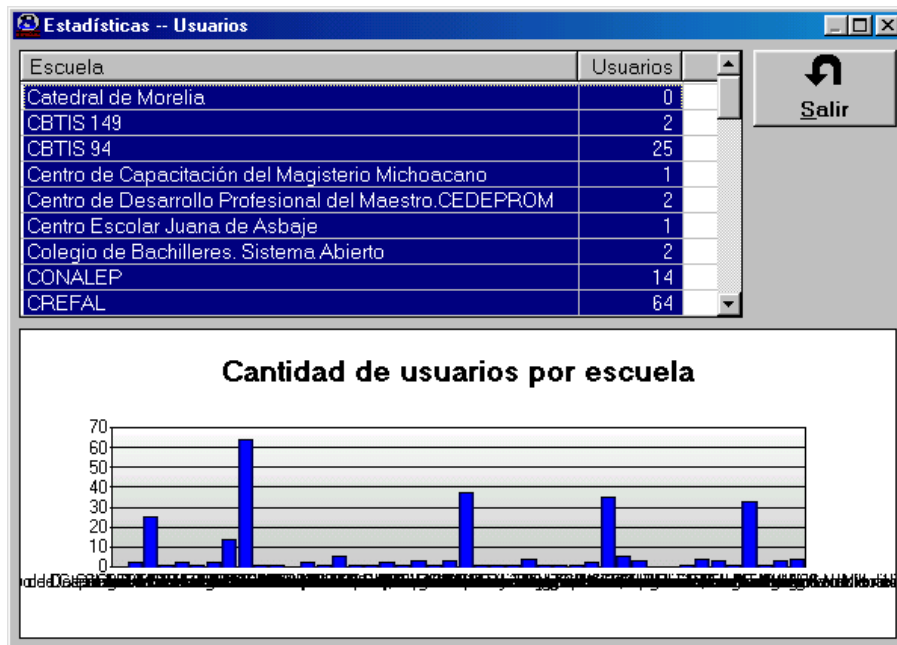 Estadísticas -- Usuarios
Escuela Usuarios
Salir
Catedral de Morelia 0
CBTIS 149 2
CBTIS 94 25
Centro de Capacitación del Magisterio Michoacano 1
Centro de Desarrollo Profesional del Maestro.CEDEPROM 2
Centro Escolar Juana de Asbaje 1
Colegio de Bachilleres. Sistema Abierto 2
CONALEP 14
CREFAL 64
Cantidad de usuarios por escuela
70
60
50
40
30
20
10
0